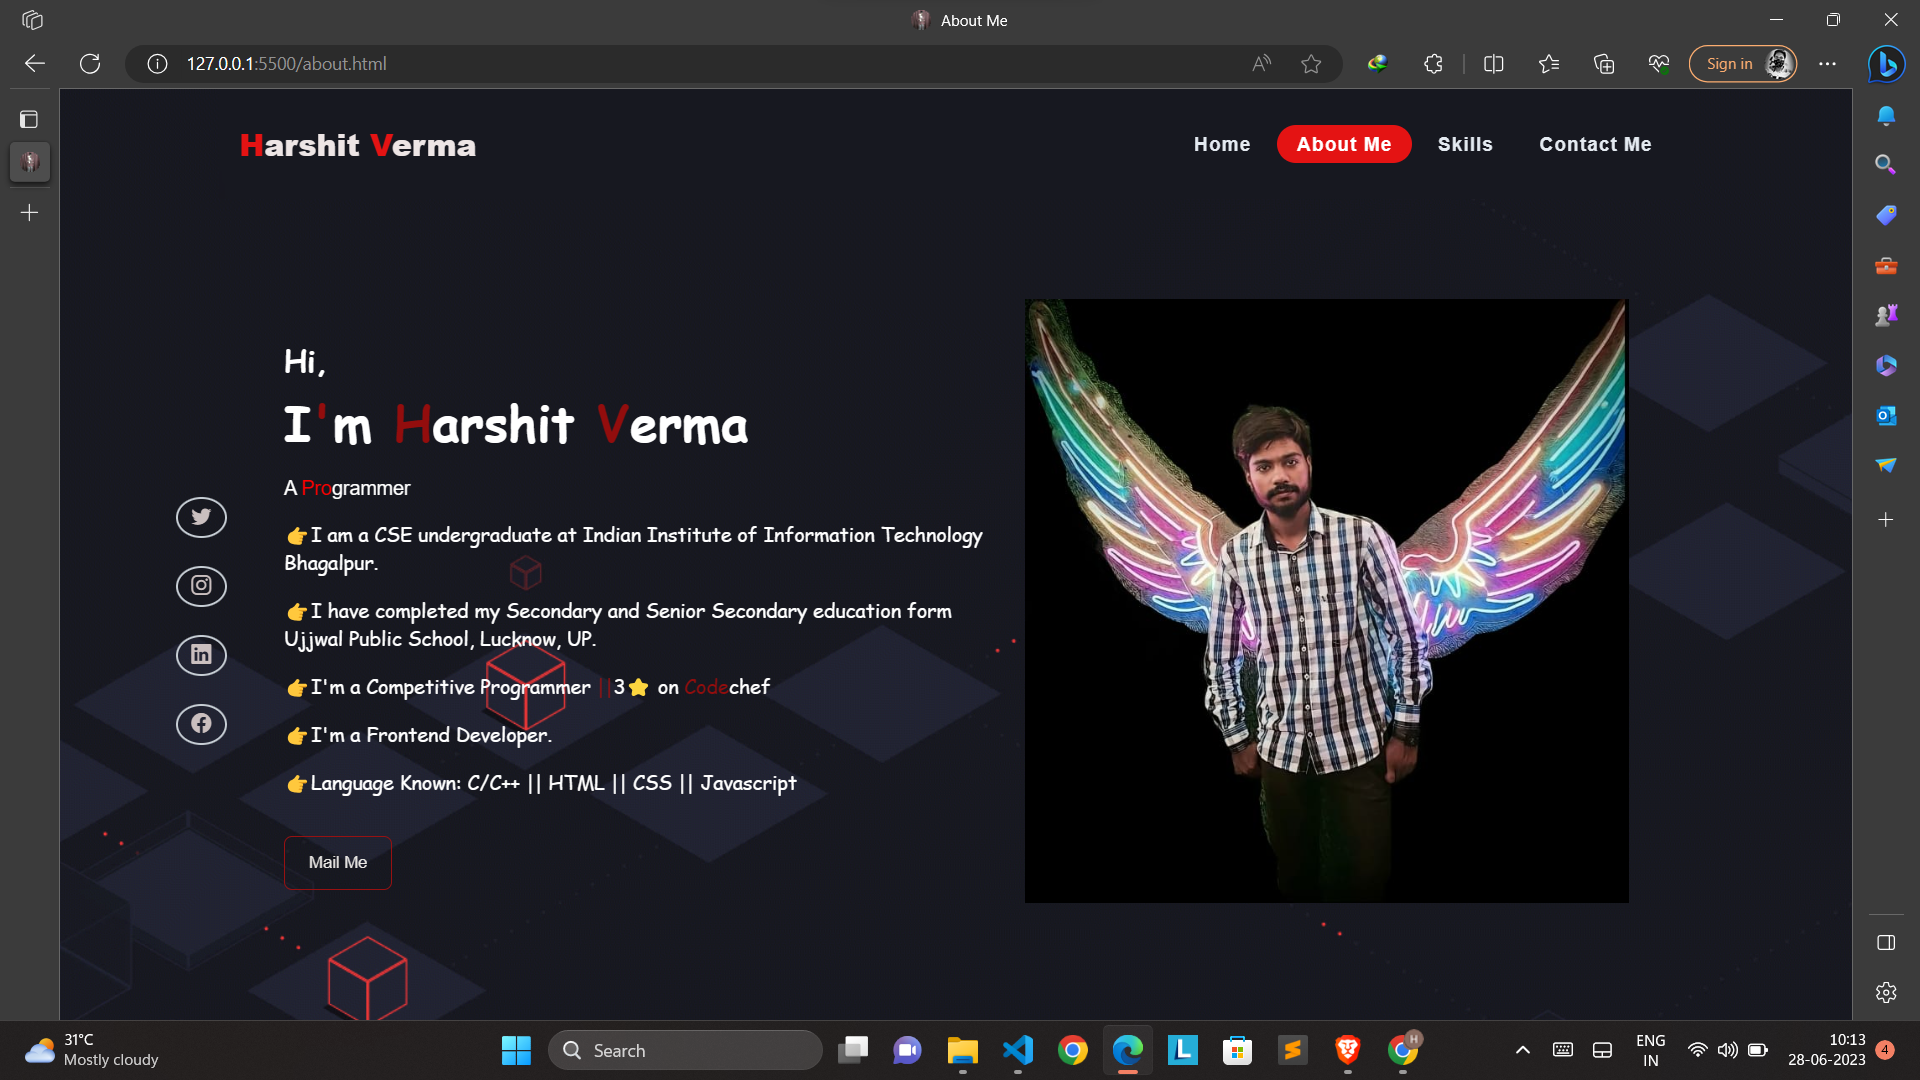 About Me
127.0.0.1:5500/about.html
Sign in
Harshit Verma
Home About Me Skills Contact Me
Hi,
I'm Harshit Verma
A Programmer
👉I am a CSE undergraduate at Indian Institute of Information Technology
Bhagalpur.
👉I have completed my Secondary and Senior Secondary education form
Ujjwal Public School, Lucknow, UP.
👉I'm a Competitive Programmer ||3⭐ on Codechef
👉I'm a Frontend Developer.
👉Language Known: C/C++ || HTML || CSS || Javascript
Mail Me
31°C
Mostly cloudy
Search
H
ENG
IN
10:13
28-06-2023
4